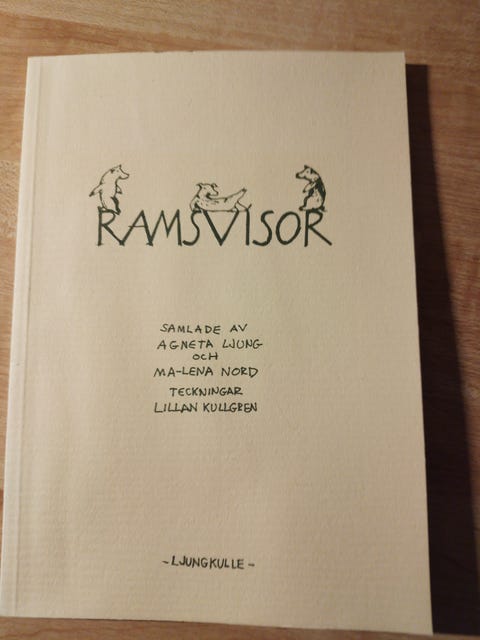 RAMSVISOR
SAMLADE AV
AGNETA LJUNG
OCH
MA-LENA NORD
TECKNINGAR
LILLAN KULLGREN
-LJUNGKULLE-